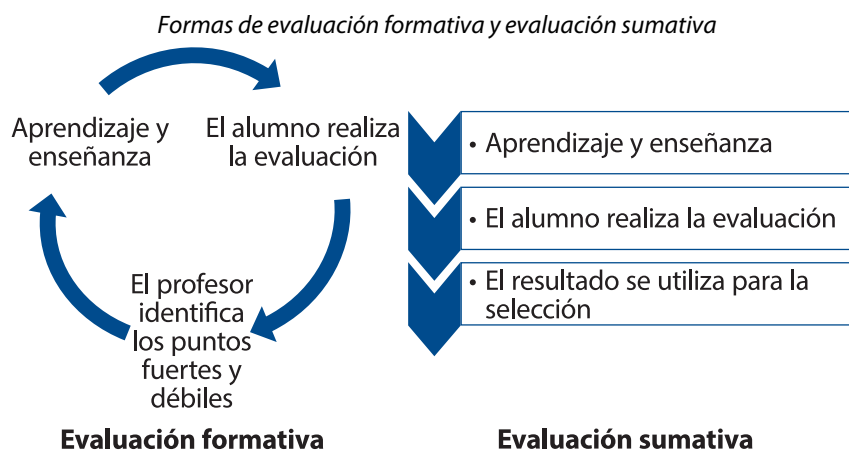 Formas de evaluación formativa y evaluación sumativa
Aprendizaje y
enseñanza
El alumno realiza
la evaluación
El profesor
identifica
los puntos
fuertes y
débiles
Evaluación formativa
• Aprendizaje y enseñanza
• El alumno realiza la evaluación
• El resultado se utiliza para la
selección
Evaluación sumativa